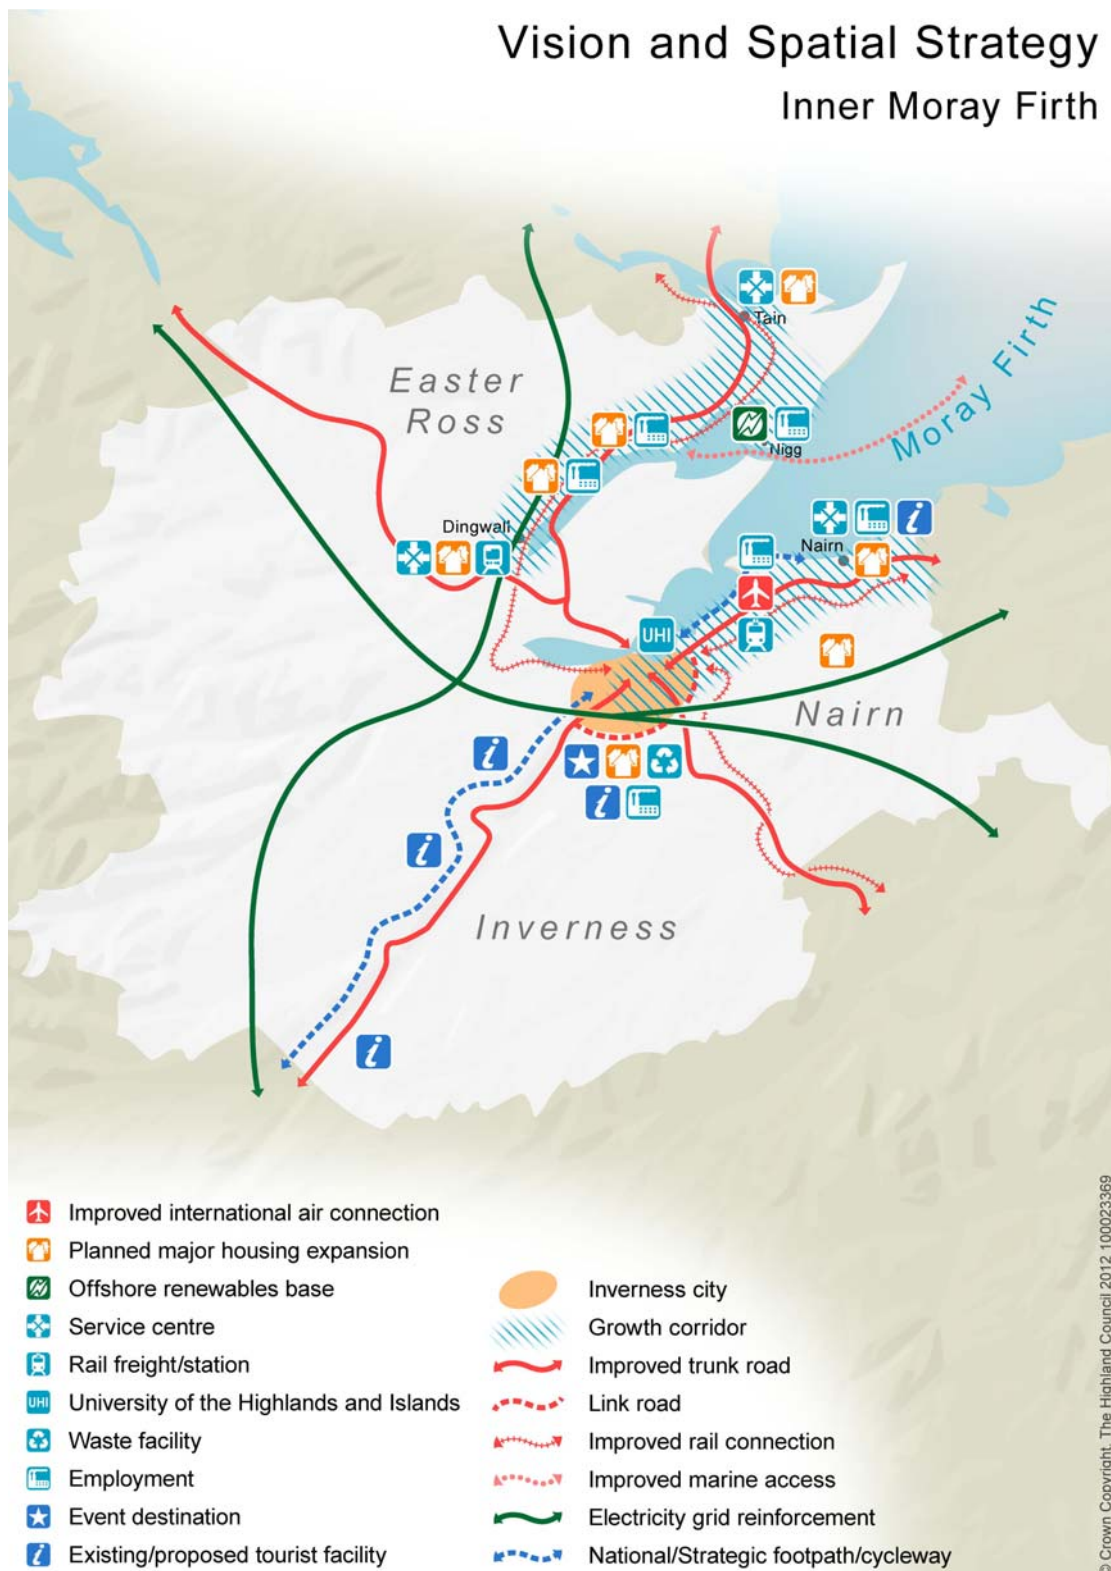 Vision and Spatial Strategy
Inner Moray Firth
Tain
Easter
Ross
Moray Firth
Nigg
Dingwall
Nairn
UHI
Nairn
Inverness
Improved international air connection
Planned major housing expansion
Offshore renewables base
Service centre
Rail freight/station
UHI
University of the Highlands and Islands
Waste facility
Employment
Event destination
Existing/proposed tourist facility
Inverness city
Growth corridor
Improved trunk road
Link road
Improved rail connection
Improved marine access
Electricity grid reinforcement
National/Strategic footpath/cycleway
© Crown Copyright. The Highland Council 2012 100023369